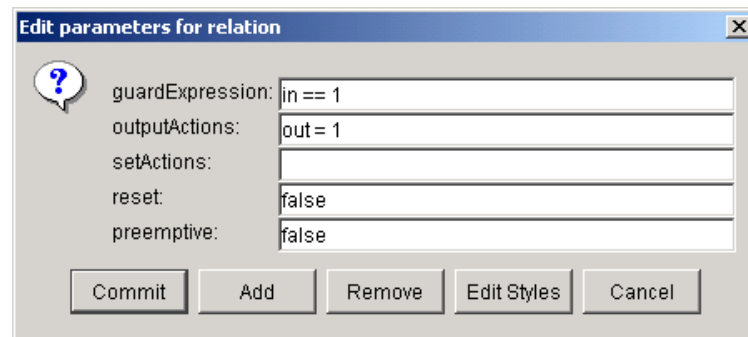 Edit parameters for relation
?
guardExpression: in == 1
outputActions: out = 1
setActions:
reset: false
preemptive: false
Commit Add Remove Edit Styles Cancel